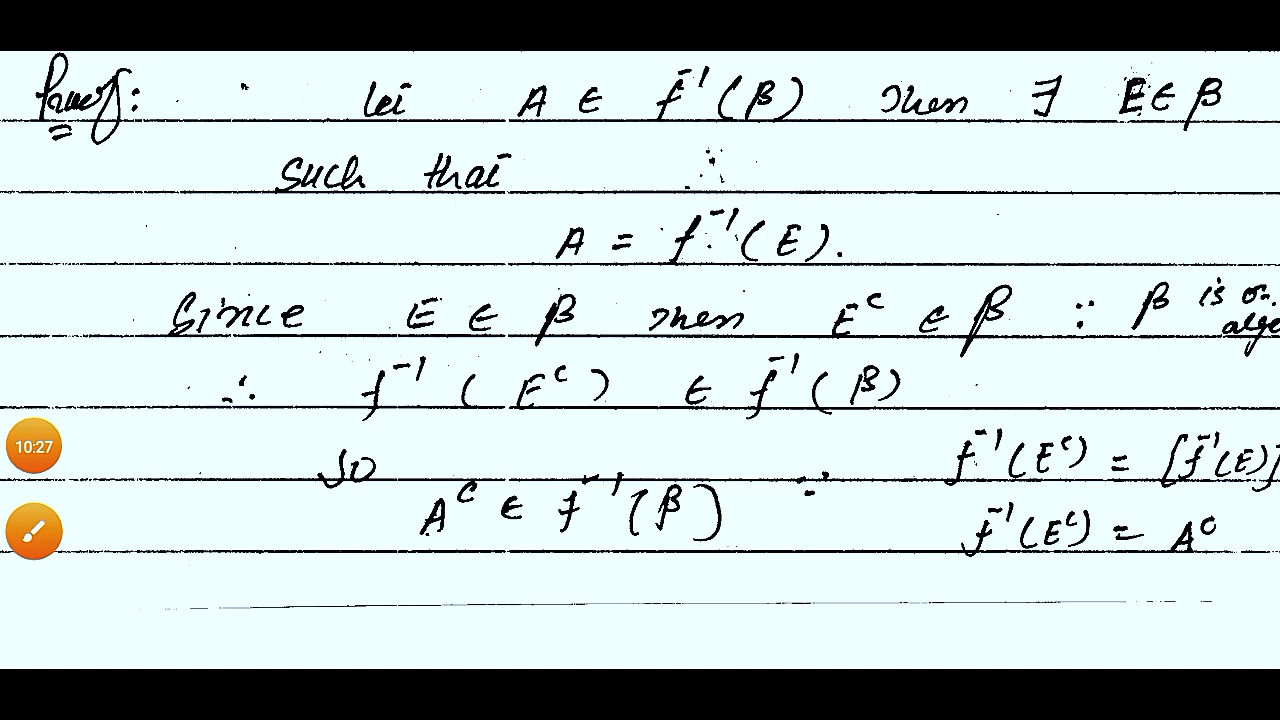 Proof: Let A ∈ f⁻¹(β) then ∃ E ∈ β
such that
A = f⁻¹(E).
Since E ∈ β then Eᶜ ∈ β ∵ β is σ-
alge
∴ f⁻¹(Eᶜ) ∈ f⁻¹(β)
f⁻¹(Eᶜ) = [f⁻¹(E)]
So
Aᶜ ∈ f⁻¹(β) ∵
f⁻¹(Eᶜ) = Aᶜ
10:27